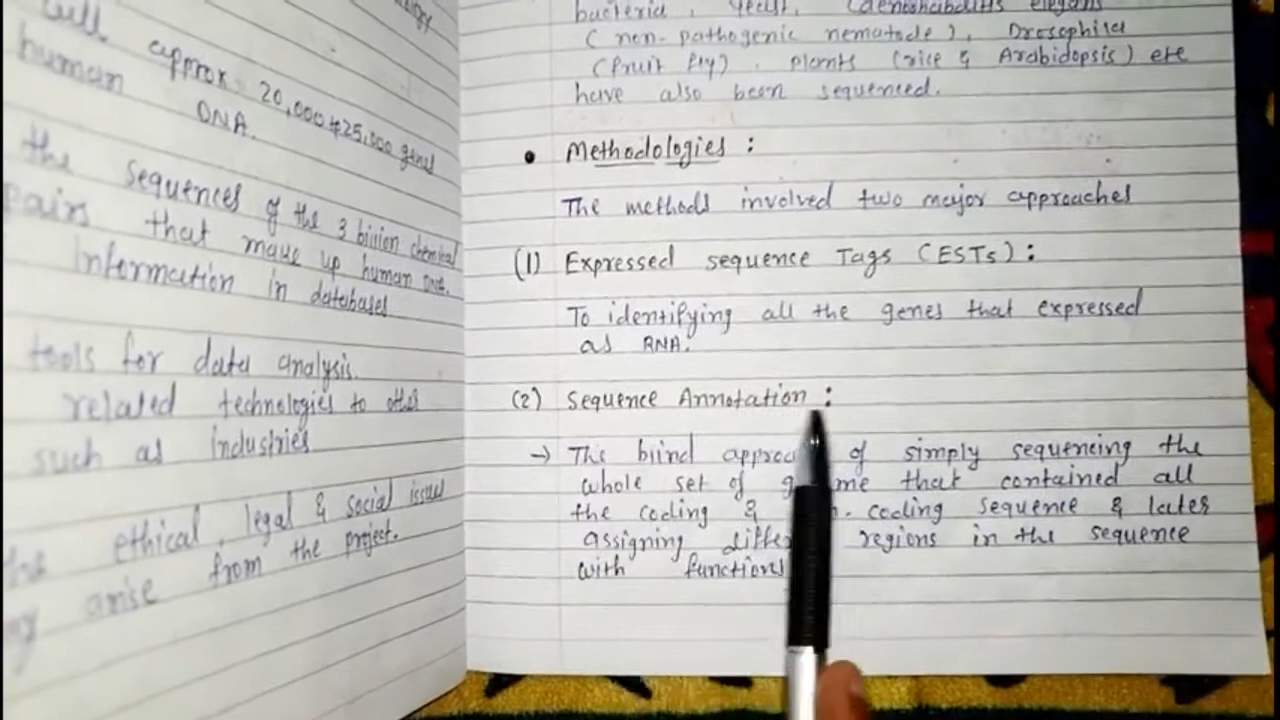 approx 20,000 25,000 genes
human DNA.
the sequences of the 3 billion chemical
pairs that make up human DNA.
Information in databases
tools for data analysis.
related technologies to other
such as industries
ethical, legal & social issues
arise from the project.
bacteria, yeast,
(non-pathogenic nematode), Drosophila
(fruit fly), plants (rice & Arabidopsis) etc
have also been sequenced.
• Methodologies :
The methods involved two major approaches
(1) Expressed sequence Tags (ESTs) :
To identifying all the genes that expressed
as RNA.
(2) Sequence Annotation :
→ The blind of simply sequencing the
whole set of that contained all
the coding & coding sequence & later
assigning regions in the sequence
with functions